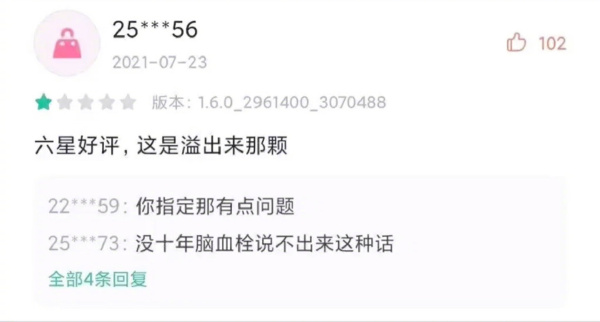 25***56
102
2021-07-23
版本: 1.6.0_2961400_3070488
六星好评，这是溢出来那颗
22***59: 你指定那有点问题
25***73: 没十年脑血栓说不出来这种话
全部4条回复